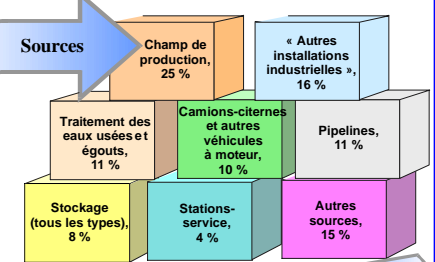 Sources
Champ de
production,
25 %
« Autres
installations
industrielles »,
16 %
Traitement des
eaux usées et
égouts,
11 %
Camions-citernes
et autres
véhicules
à moteur,
10 %
Pipelines,
11 %
Stockage
(tous les types),
8 %
Stations-
service,
4 %
Autres
sources,
15 %